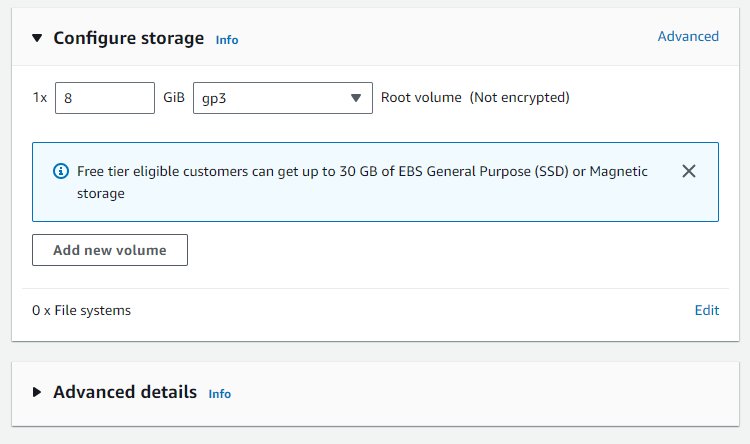 Configure storage Info Advanced
1x 8 GiB gp3 Root volume (Not encrypted)
Free tier eligible customers can get up to 30 GB of EBS General Purpose (SSD) or Magnetic
storage
Add new volume
0 x File systems Edit
Advanced details Info